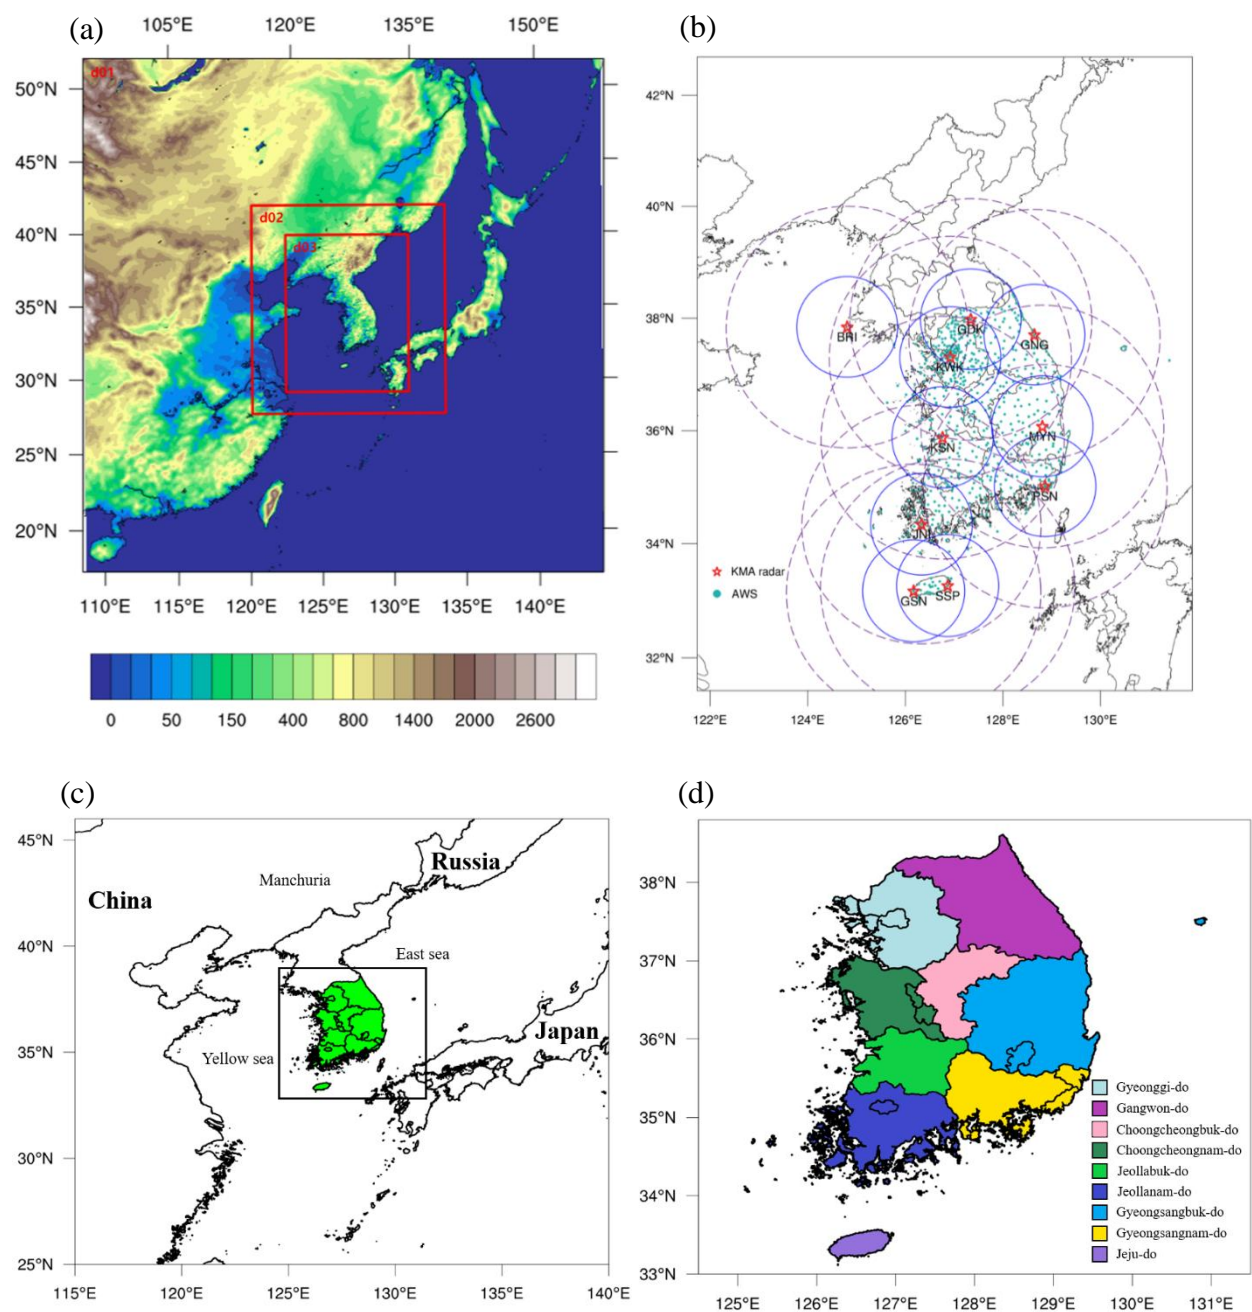 (a)
105°E 120°E 135°E 150°E
d01
50°N
45°N
d02
40°N
d03
35°N
30°N
25°N
20°N
110°E 115°E 120°E 125°E 130°E 135°E 140°E
0 50 150 400 800 1400 2000 2600
(b)
42°N
40°N
38°N
BRI
GDK
GNG
KWK
36°N
KSN
MYN
PSN
34°N
JNI
KMA radar
AWS
GSN
SSP
32°N
122°E 124°E 126°E 128°E 130°E
(c)
45°N
Russia
Manchuria
China
40°N
East sea
Japan
35°N
Yellow sea
30°N
25°N
115°E 120°E 125°E 130°E 135°E 140°E
(d)
38°N
37°N
36°N
35°N
34°N
33°N
Gyeonggi-do
Gangwon-do
Choongcheongbuk-do
Choongcheongnam-do
Jeollabuk-do
Jeollanam-do
Gyeongsangbuk-do
Gyeongsangnam-do
Jeju-do
125°E 126°E 127°E 128°E 129°E 130°E 131°E